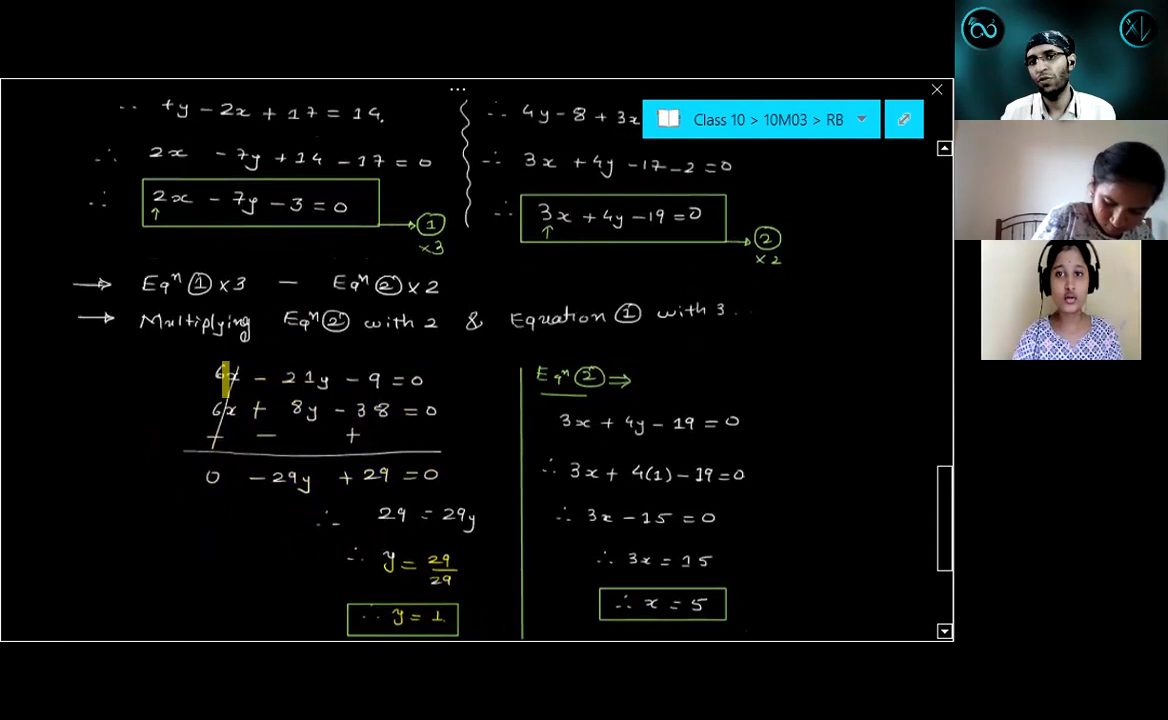 ∴ 7y - 2x + 17 = 14.
∴ 2x - 7y + 14 - 17 = 0
∴ 2x - 7y - 3 = 0
↑
→ ①
×3
∴ 4y - 8 + 3x
∴ 3x + 4y - 17 - 2 = 0
∴ 3x + 4y - 19 = 0
↑
→ ②
×2
Class 10 > 10M03 > RB
→ Eqⁿ ① × 3 - Eqⁿ ② × 2
→ Multiplying Eqⁿ ② with 2 & Equation ① with 3 ..
6x - 21y - 9 = 0
6x + 8y - 38 = 0
- - +
0 - 29y + 29 = 0
∴ 29 = 29y
∴ y = 29/29
∴ y = 1
Eqⁿ ② ⇒
3x + 4y - 19 = 0
∴ 3x + 4(1) - 19 = 0
∴ 3x - 15 = 0
∴ 3x = 15
∴ x = 5